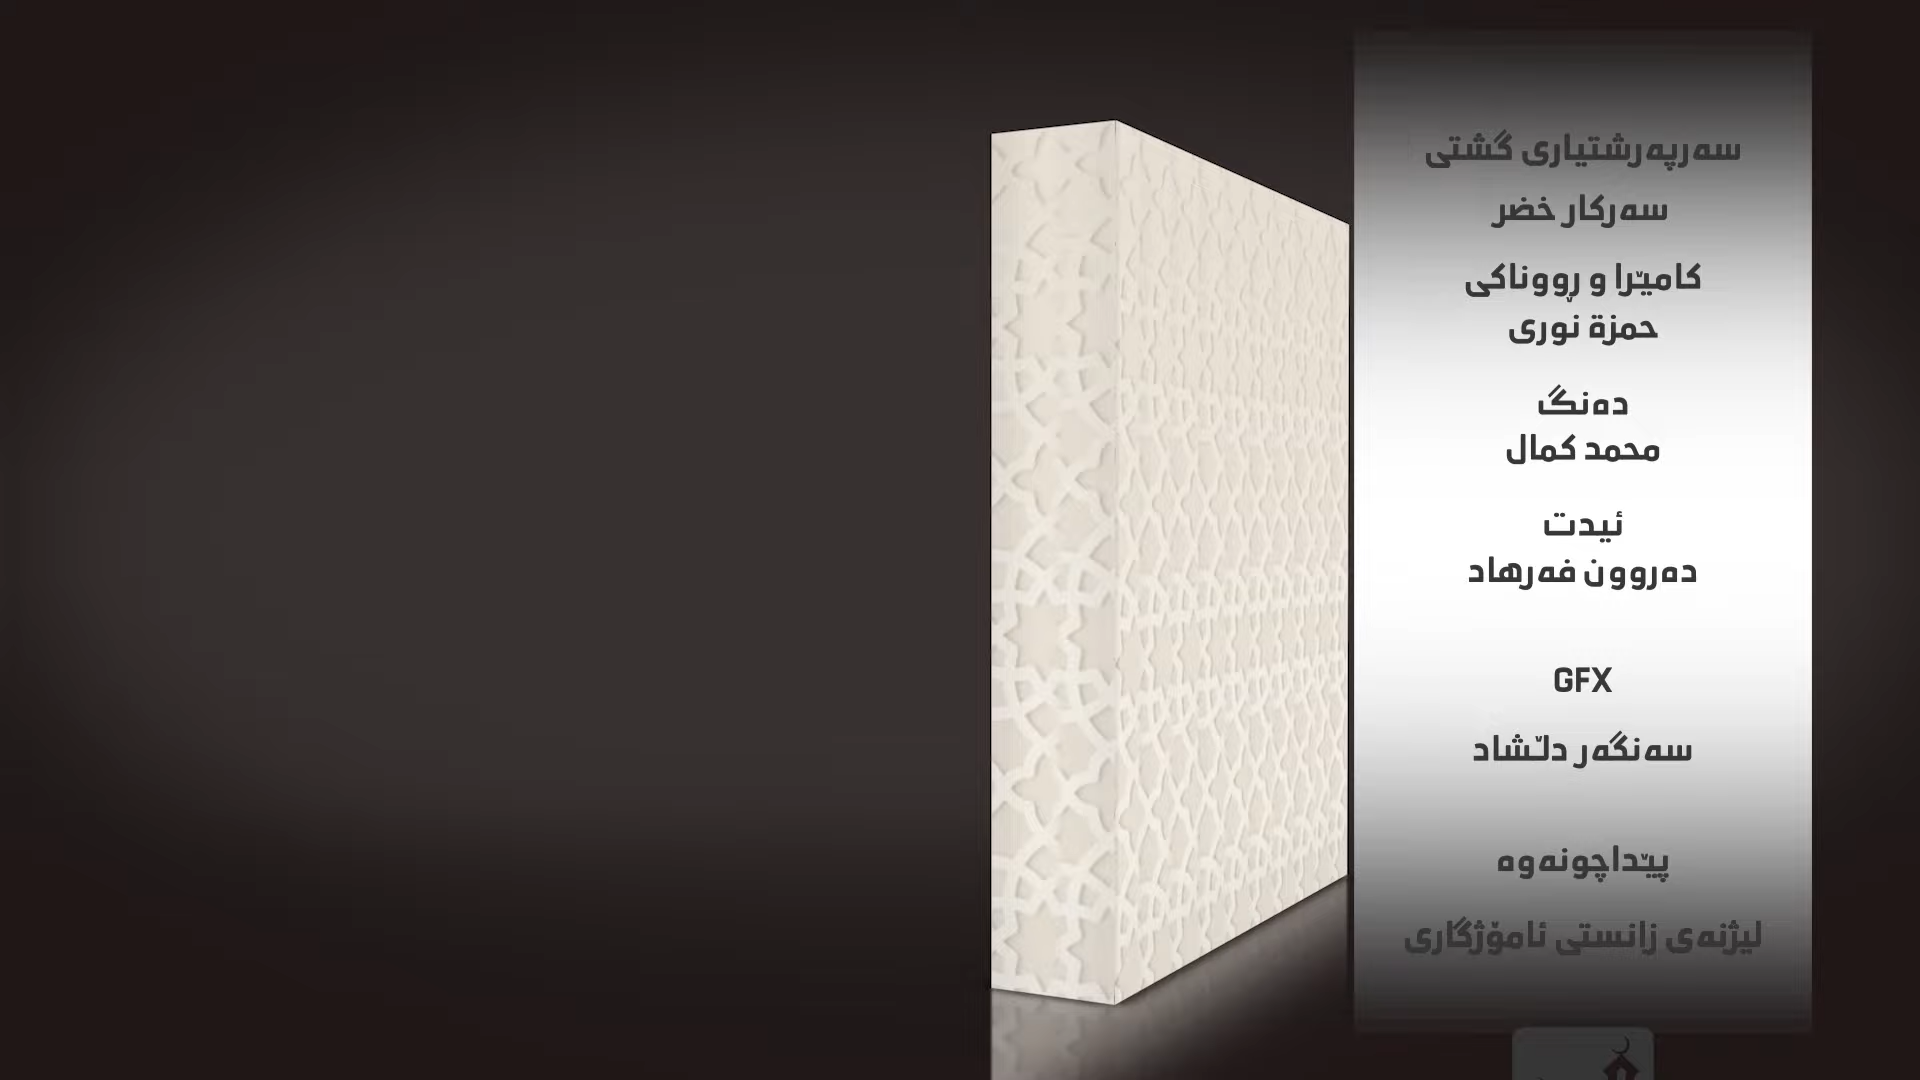 سەرپەرشتیاری گشتی
سەرکار خضر
کامێرا و ڕووناکی
حمزة نوری
دەنگ
محمد کمال
ئیدت
دەروون فەرهاد
GFX
سەنگەر دڵشاد
پێداچونەوە
لیژنەی زانستی ئامۆژگاری